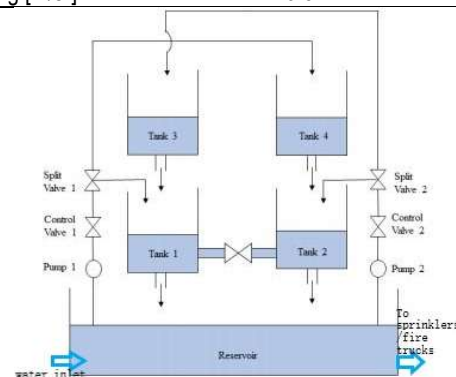 Tank 3
Tank 4
Split
Valve 1
Split
Valve 2
Control
Valve 1
Control
Valve 2
Tank 1
Tank 2
Pump 1
Pump 2
To
sprinklers
/fire
trucks
Reservoir
water inlet